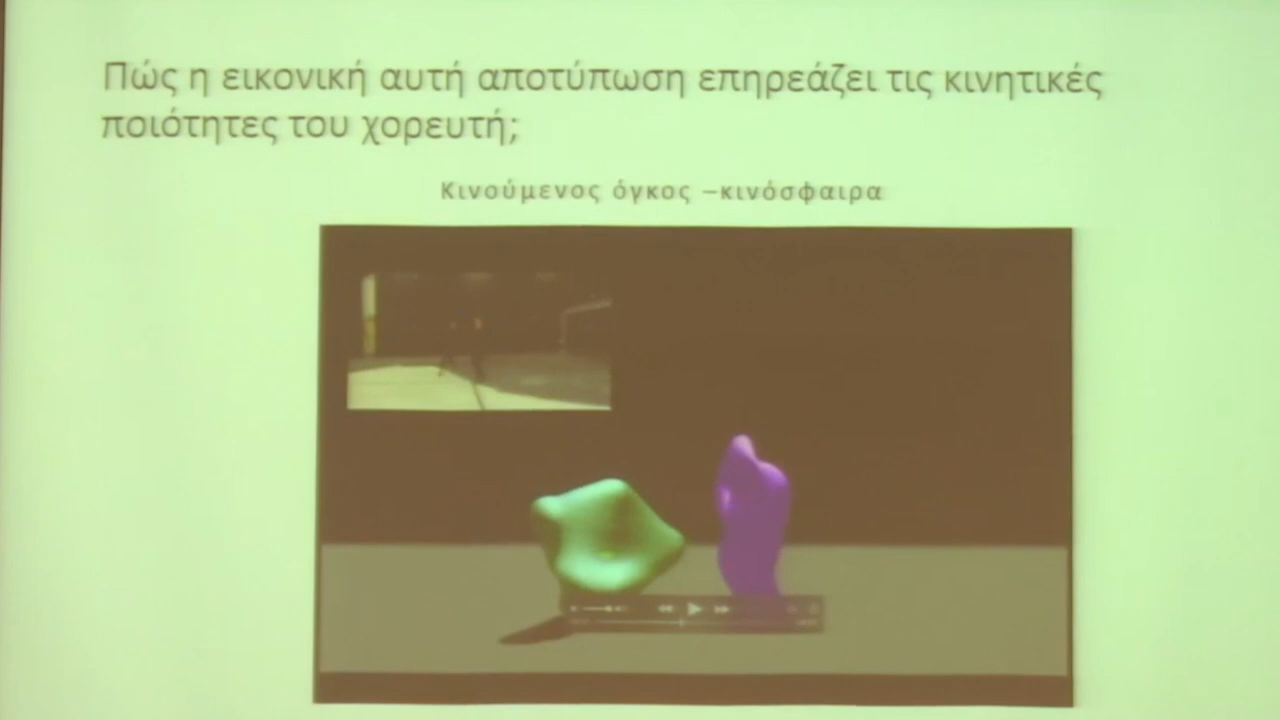 Πώς η εικονική αυτή αποτύπωση επηρεάζει τις κινητικές
ποιότητες του χορευτή;
Κινούμενος όγκος –κινόσφαιρα